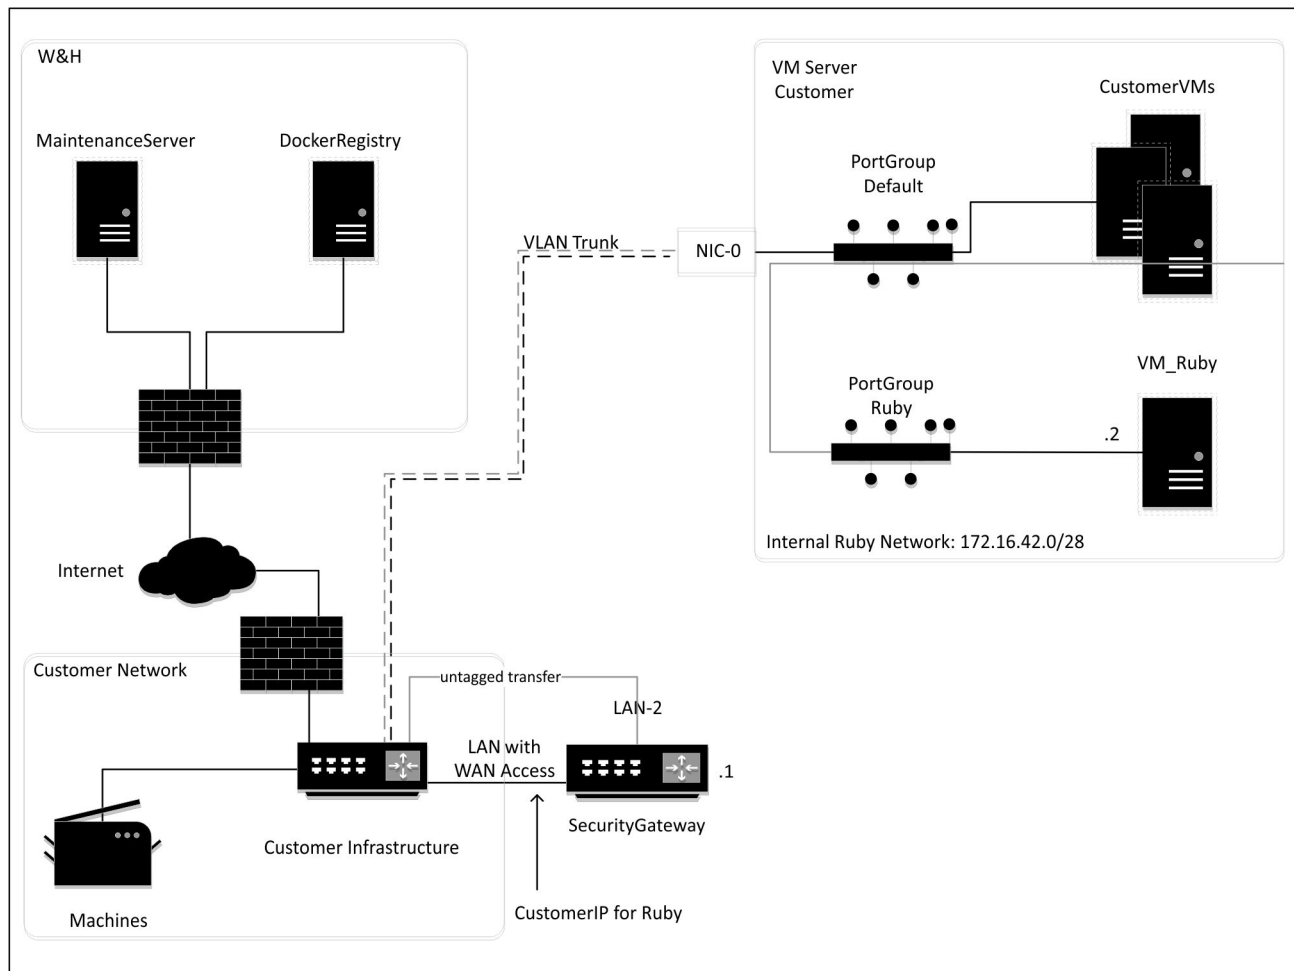 W&H
MaintenanceServer
DockerRegistry
VM Server
Customer
CustomerVMs
PortGroup
Default
VLAN Trunk
NIC-0
PortGroup
Ruby
VM_Ruby
.2
Internal Ruby Network: 172.16.42.0/28
Internet
Customer Network
untagged transfer
LAN-2
LAN with
WAN Access
.1
SecurityGateway
Customer Infrastructure
CustomerIP for Ruby
Machines